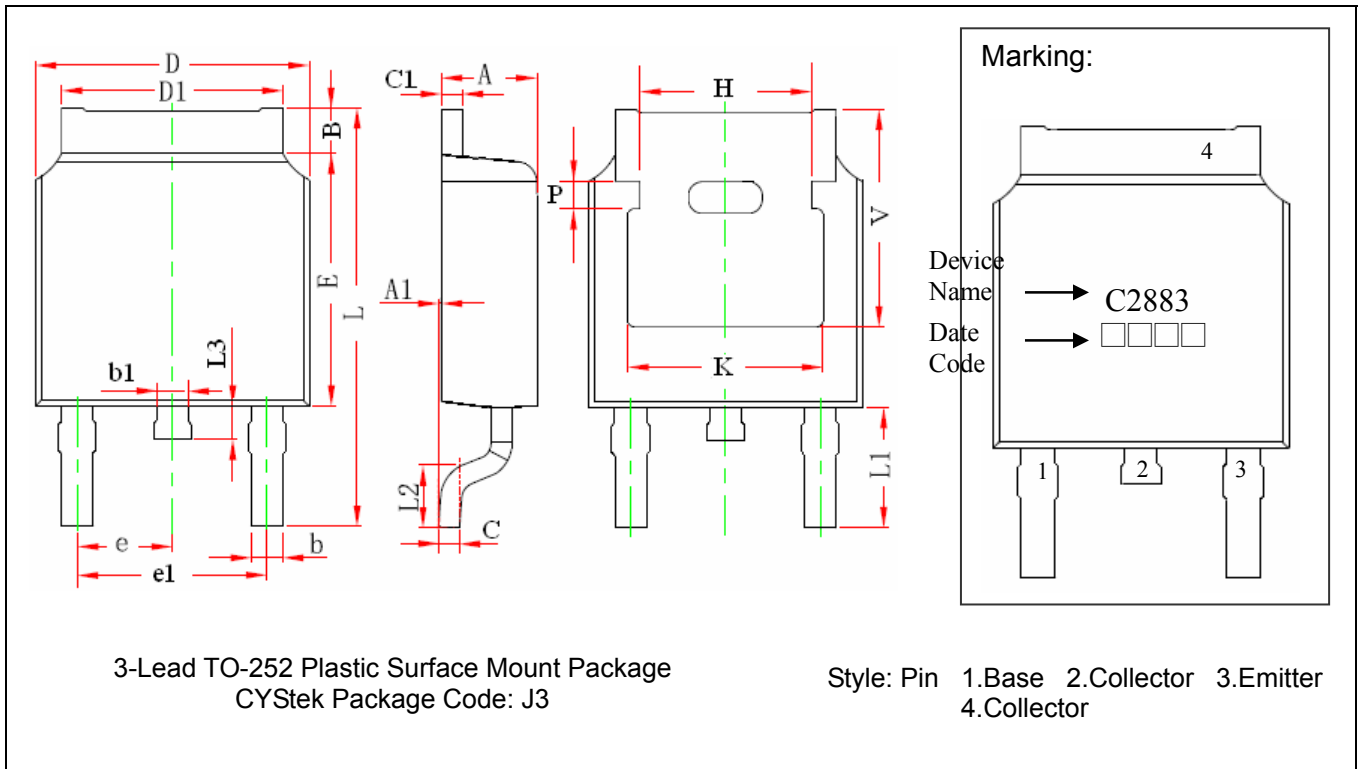 D
D1
B
E
L
L3
b1
e
e1
b
C1
A
A1
L2
C
H
P
V
K
L1
Marking:
4
Device
Name
C2883
Date
Code
□□□□
1
2
3
3-Lead TO-252 Plastic Surface Mount Package
CYStek Package Code: J3
Style: Pin 1.Base 2.Collector 3.Emitter
4.Collector